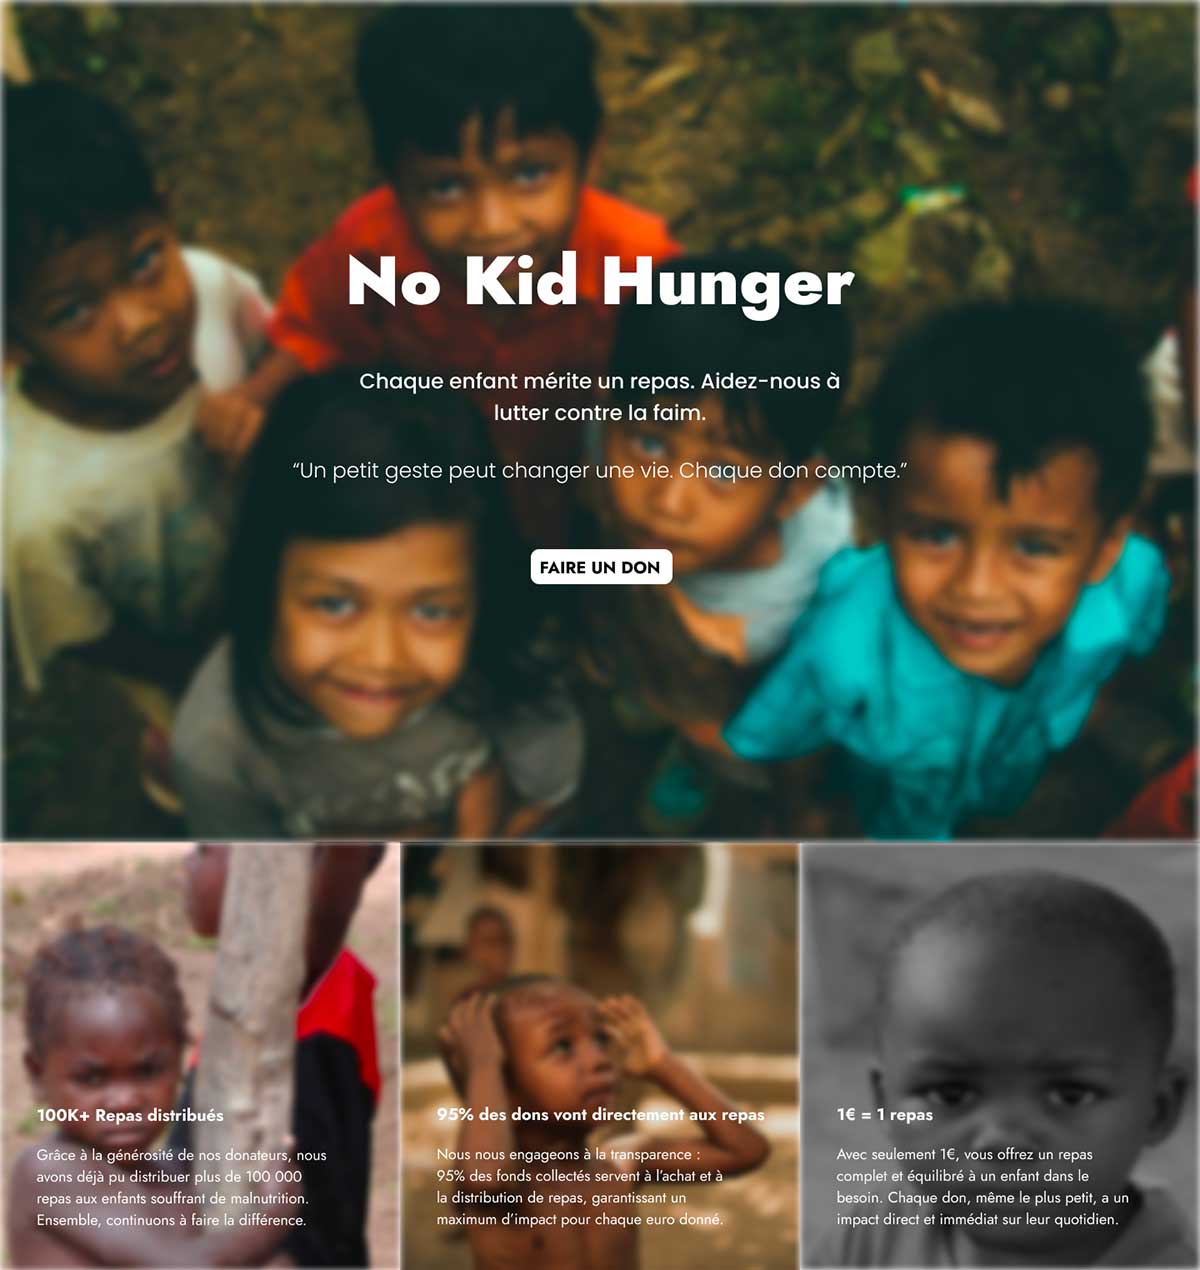 No Kid Hunger
Chaque enfant mérite un repas. Aidez-nous à
lutter contre la faim.
“Un petit geste peut changer une vie. Chaque don compte.”
FAIRE UN DON
100K+ Repas distribués
Grâce à la générosité de nos donateurs, nous
avons déjà pu distribuer plus de 100 000
repas aux enfants souffrant de malnutrition.
Ensemble, continuons à faire la différence.
95% des dons vont directement aux repas
Nous nous engageons à la transparence :
95% des fonds collectés servent à l’achat et à
la distribution de repas, garantissant un
maximum d’impact pour chaque euro donné.
1€ = 1 repas
Avec seulement 1€, vous offrez un repas
complet et équilibré à un enfant dans le
besoin. Chaque don, même le plus petit, a un
impact direct et immédiat sur leur quotidien.